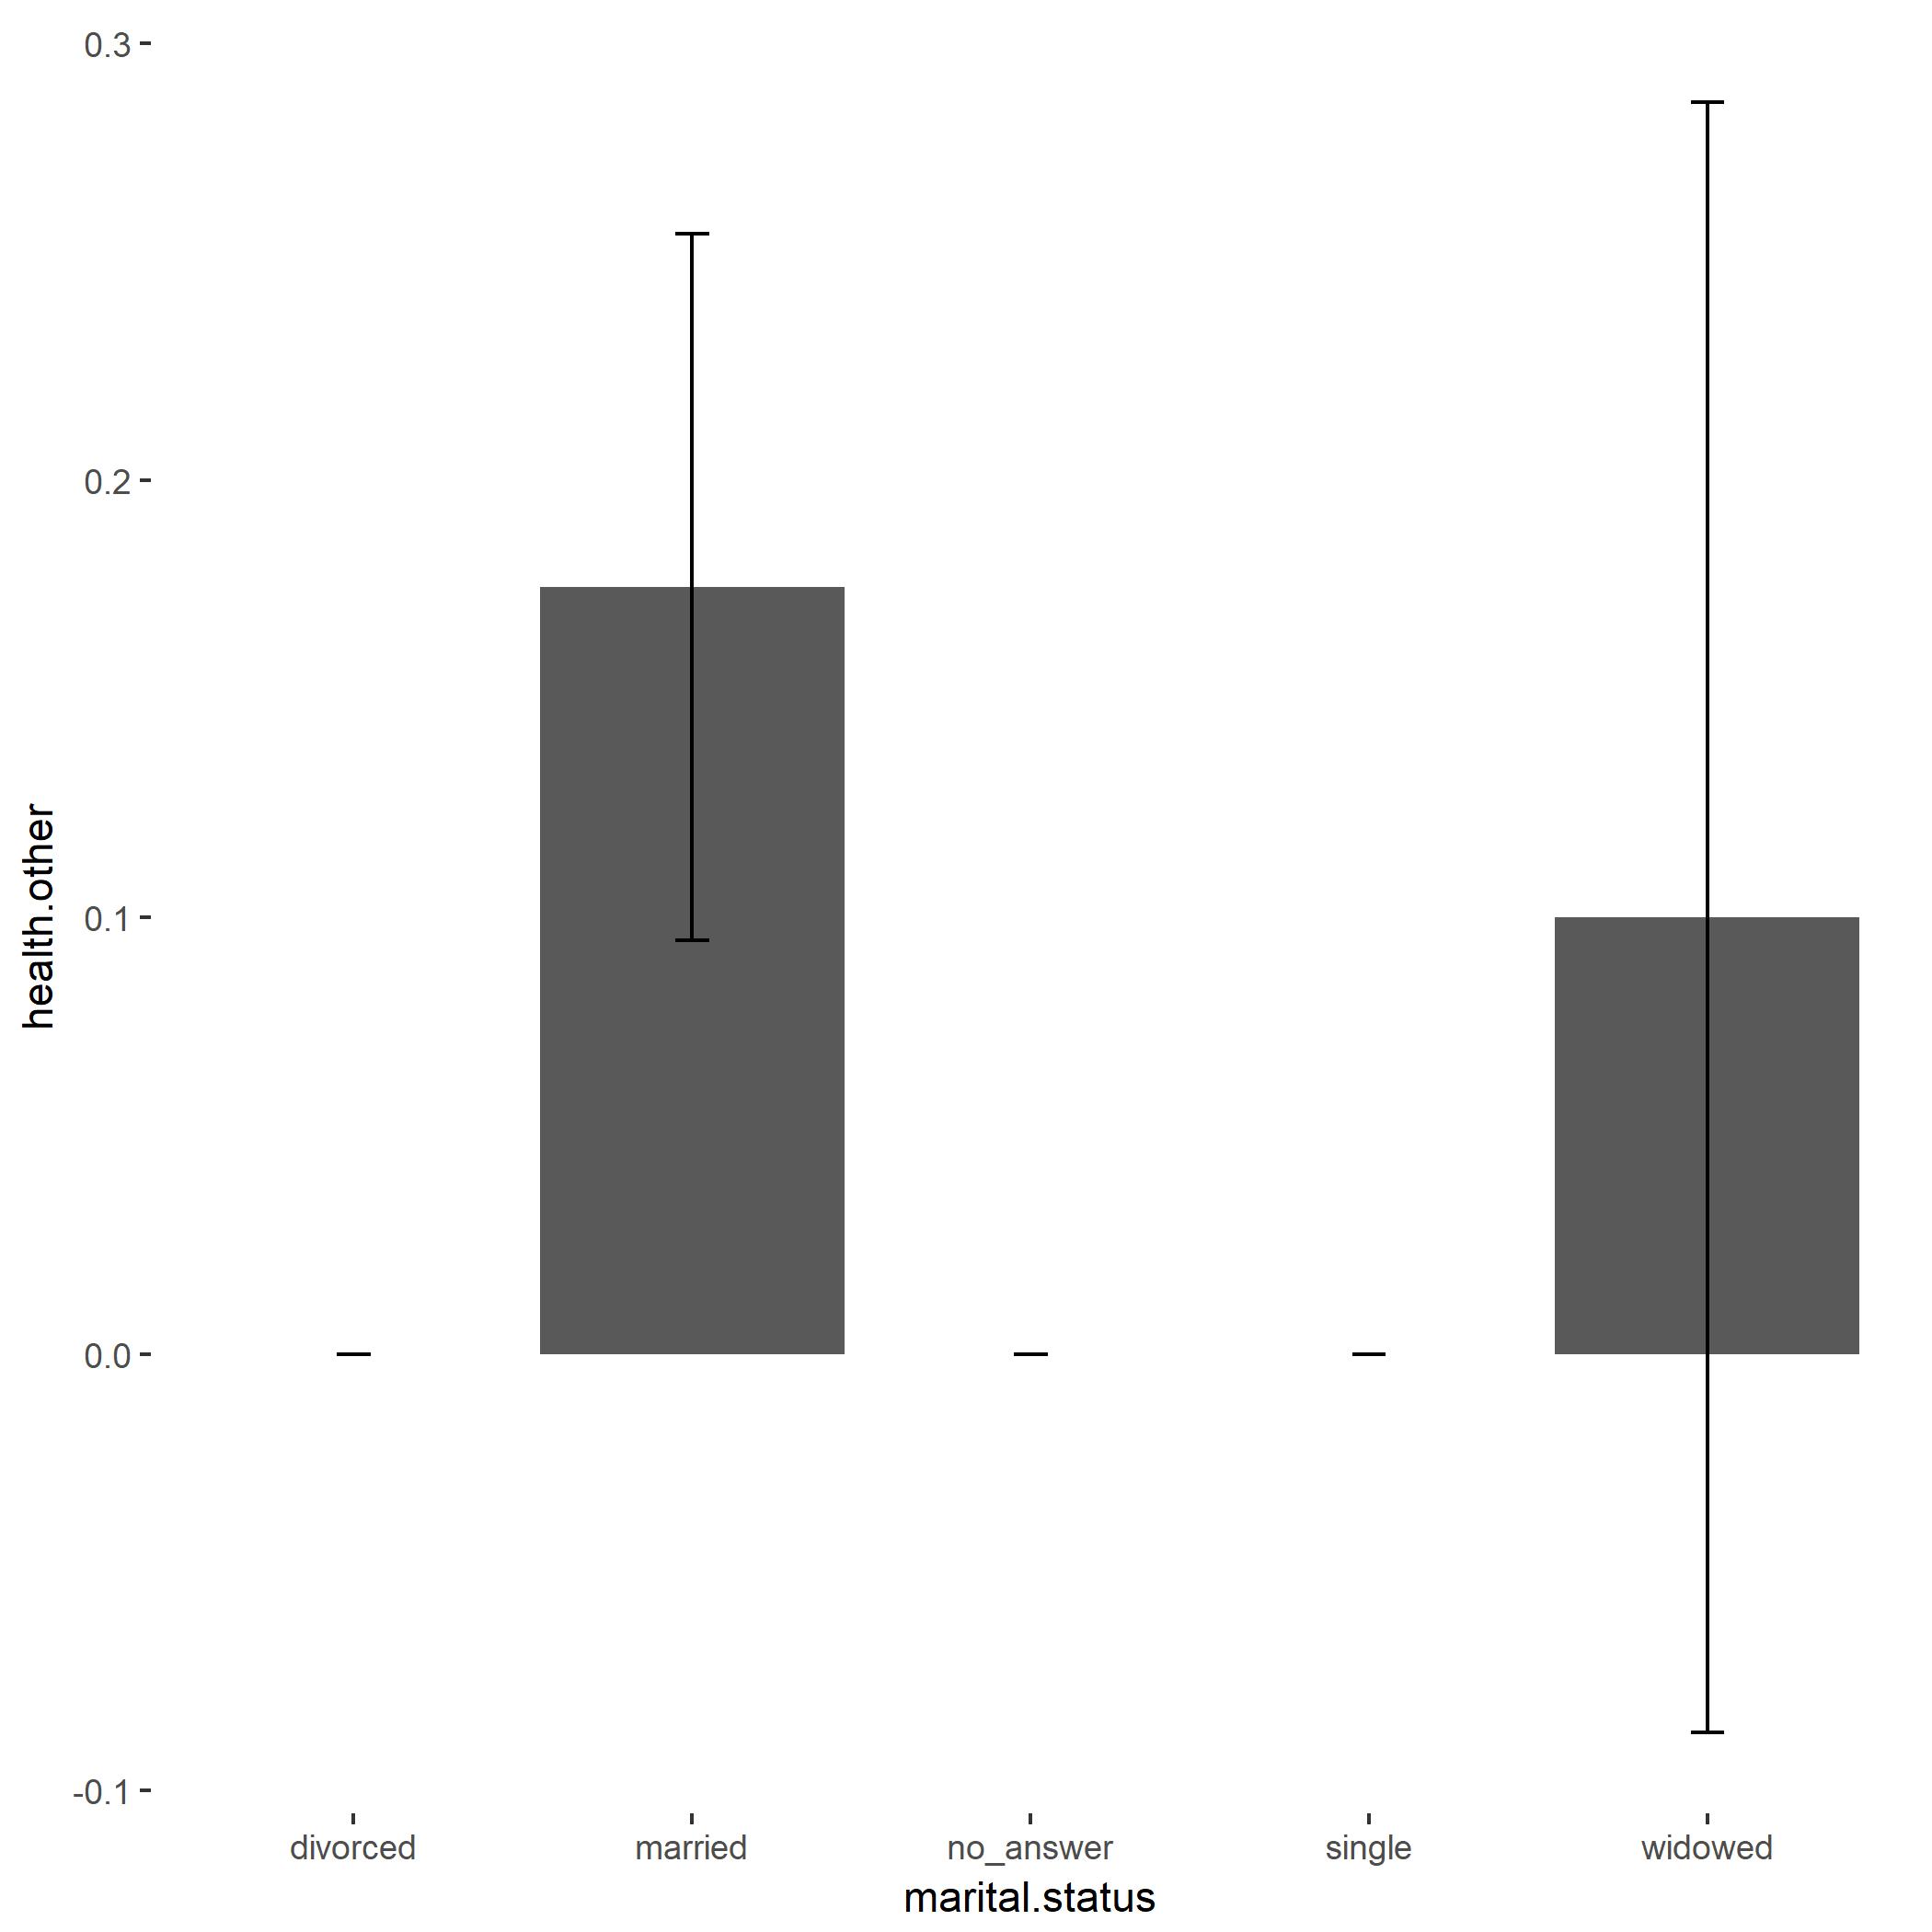 0.3
0.2
0.1
0.0
-0.1
health.other
divorced married no_answer single widowed
marital.status